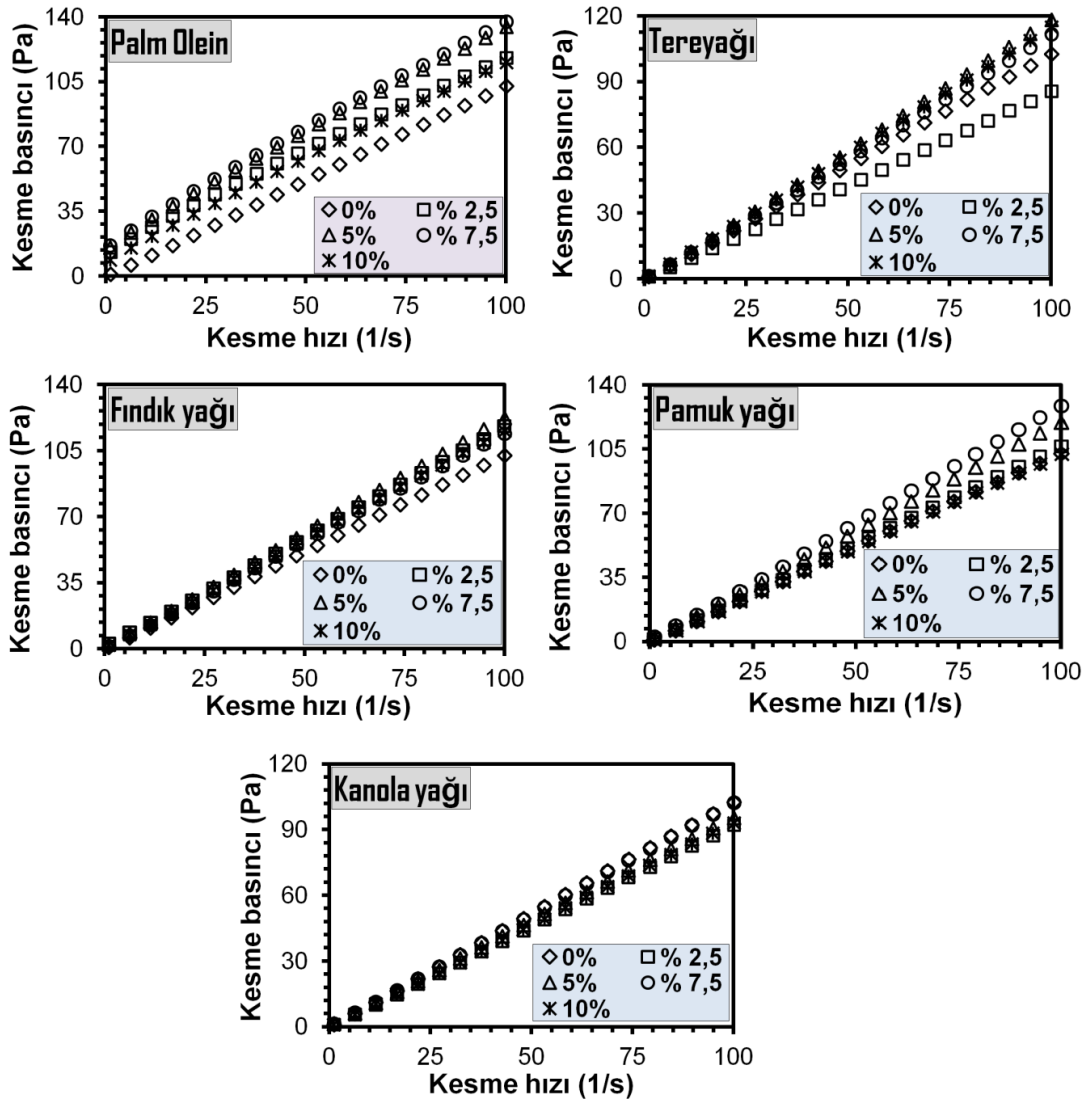 Palm Olein
Kesme basıncı (Pa)
140
105
70
35
0
0 25 50 75 100
Kesme hızı (1/s)
0% % 2,5
5% % 7,5
10%
Tereyağı
Kesme basıncı (Pa)
120
90
60
30
0
0 25 50 75 100
Kesme hızı (1/s)
0% % 2,5
5% % 7,5
10%
Fındık yağı
Kesme basıncı (Pa)
140
105
70
35
0
0 25 50 75 100
Kesme hızı (1/s)
0% % 2,5
5% % 7,5
10%
Pamuk yağı
Kesme basıncı (Pa)
140
105
70
35
0
0 25 50 75 100
Kesme hızı (1/s)
0% % 2,5
5% % 7,5
10%
Kanola yağı
Kesme basıncı (Pa)
120
90
60
30
0
0 25 50 75 100
Kesme hızı (1/s)
0% % 2,5
5% % 7,5
10%